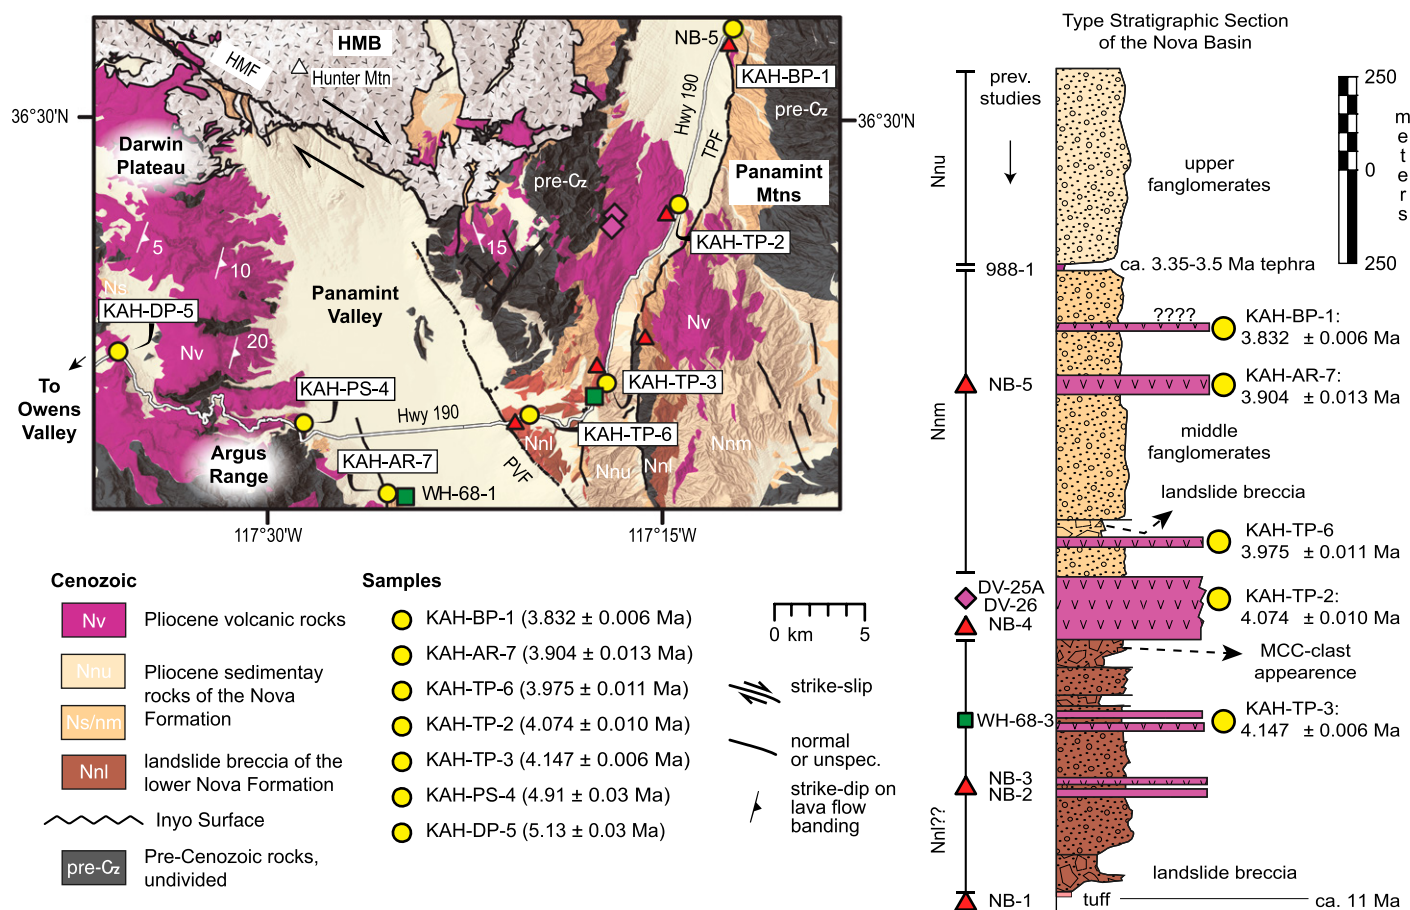 HMB
HMF
Hunter Mtn
NB-5
KAH-BP-1
36°30'N
36°30'N
Darwin
Plateau
Hwy 190
TPF
pre-Cz
pre-Cz
Panamint
Mtns
5
10
15
KAH-TP-2
Ns
KAH-DP-5
Panamint
Valley
Nv
Nv
20
To
Owens
Valley
KAH-PS-4
KAH-TP-3
Hwy 190
KAH-TP-6
Argus
Range
KAH-AR-7
WH-68-1
PVF
Nnl
Nnu
Nnl
Nnm
117°30'W
117°15'W
Cenozoic
Nv
Pliocene volcanic rocks
Nnu
Ns/nm
Pliocene sedimentay
rocks of the Nova
Formation
Nnl
landslide breccia of the
lower Nova Formation
Inyo Surface
pre-Cz
Pre-Cenozoic rocks,
undivided
Samples
KAH-BP-1 (3.832 ± 0.006 Ma)
KAH-AR-7 (3.904 ± 0.013 Ma)
KAH-TP-6 (3.975 ± 0.011 Ma)
KAH-TP-2 (4.074 ± 0.010 Ma)
KAH-TP-3 (4.147 ± 0.006 Ma)
KAH-PS-4 (4.91 ± 0.03 Ma)
KAH-DP-5 (5.13 ± 0.03 Ma)
0 km 5
strike-slip
normal
or unspec.
strike-dip on
lava flow
banding
Type Stratigraphic Section
of the Nova Basin
prev.
studies
250
0
250
meters
Nnu
upper
fanglomerates
988-1
ca. 3.35-3.5 Ma tephra
????
KAH-BP-1:
3.832 ± 0.006 Ma
NB-5
KAH-AR-7:
3.904 ± 0.013 Ma
Nnm
middle
fanglomerates
landslide breccia
KAH-TP-6
3.975 ± 0.011 Ma
DV-25A
DV-26
NB-4
KAH-TP-2:
4.074 ± 0.010 Ma
MCC-clast
appearence
WH-68-3
KAH-TP-3:
4.147 ± 0.006 Ma
NB-3
NB-2
Nnl??
landslide breccia
NB-1
tuff
ca. 11 Ma